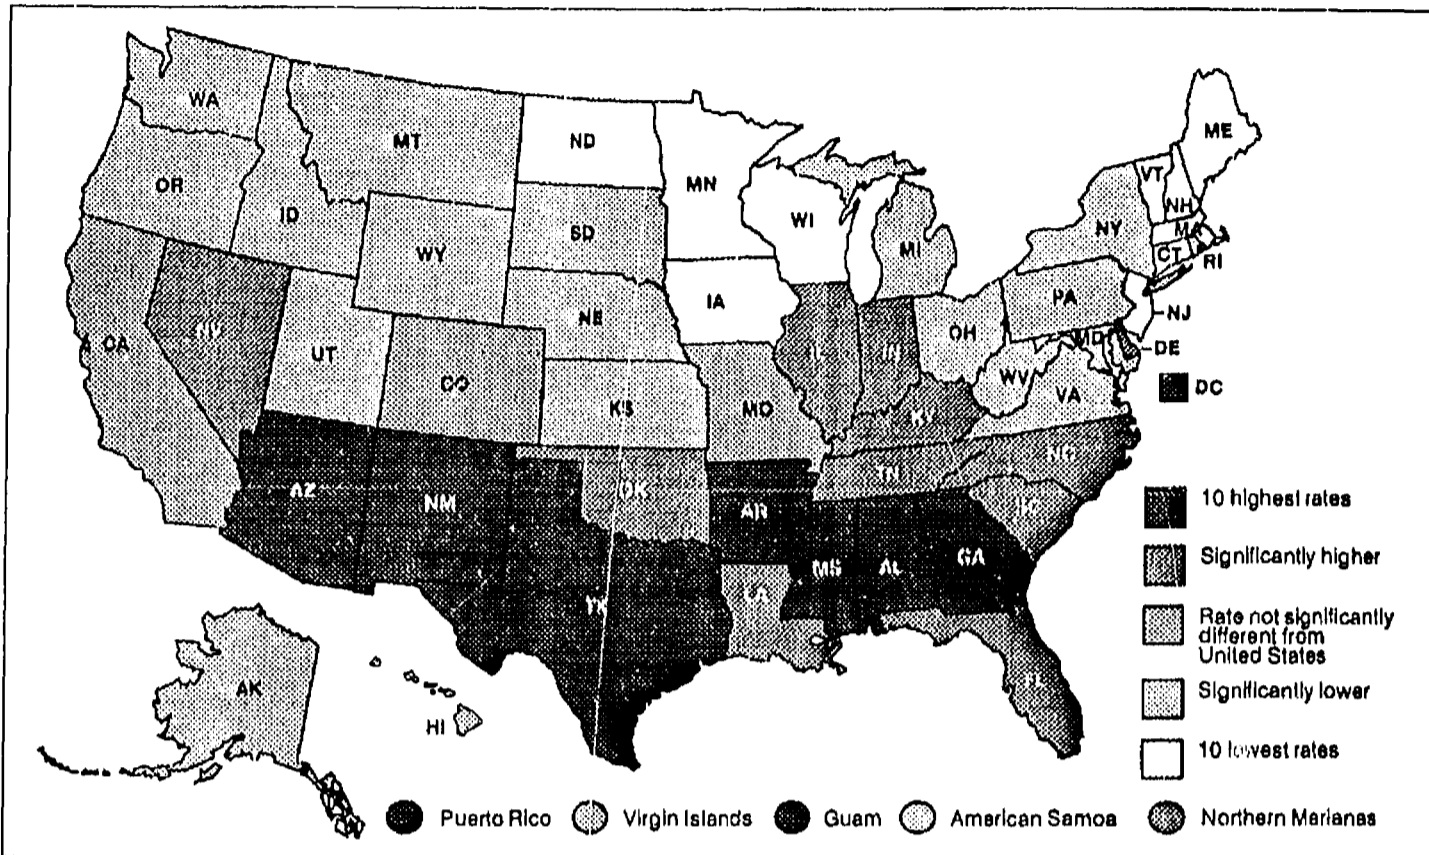 WA
MT
ND
MN
ME
OR
ID
SD
WI
MI
VT
NH
NY
MA
WY
CT
RI
IA
NE
PA
NJ
NV
CA
UT
CO
IL
IN
OH
MD
DE
WV
DC
KS
MO
KY
VA
AZ
NM
OK
TN
NC
AR
SC
10 highest rates
MS
AL
GA
Significantly higher
TX
LA
Rate not significantly
different from
United States
AK
FL
Significantly lower
HI
10 lowest rates
Puerto Rico
Virgin Islands
Guam
American Samoa
Northern Marianas